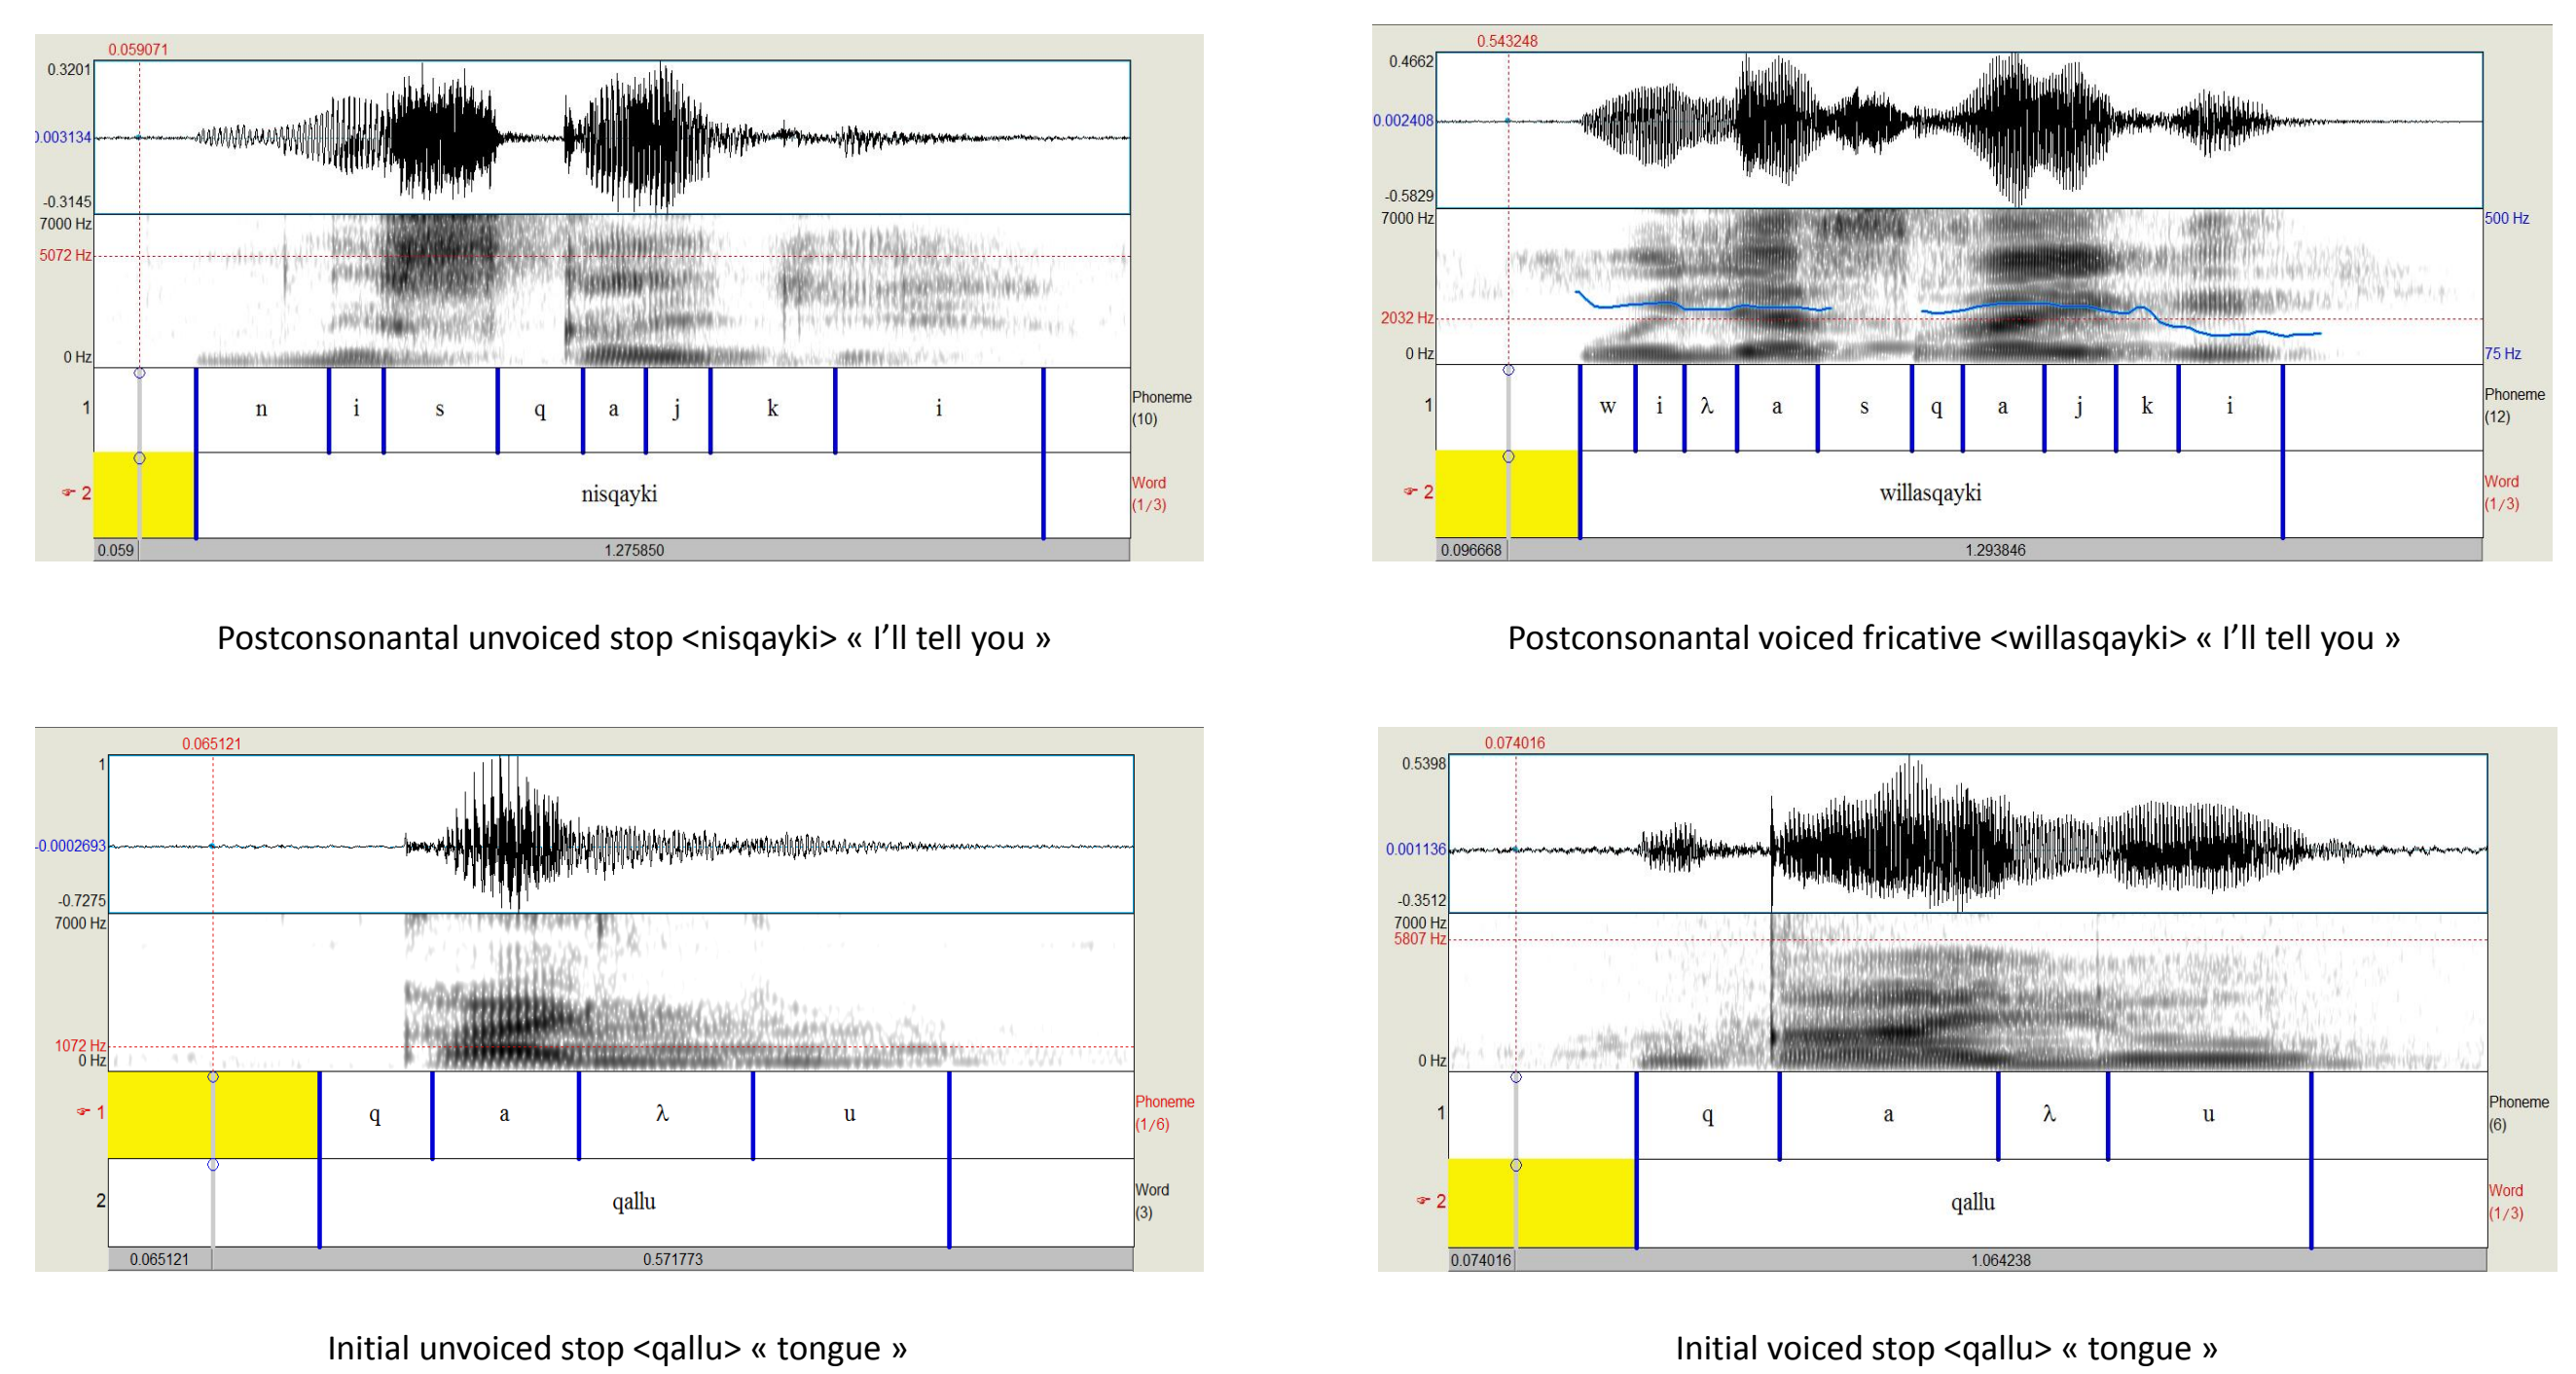 0.059071
0.3201
0.003134
-0.3145
7000 Hz
5072 Hz
0 Hz
1
n i s q a j k i
Phoneme
(10)
☞ 2
nisqayki
Word
(1/3)
0.059 1.275850
Postconsonantal unvoiced stop <nisqayki> « I’ll tell you »
0.543248
0.4662
0.002408
-0.5829
7000 Hz
500 Hz
2032 Hz
0 Hz
75 Hz
1
w i λ a s q a j k i
Phoneme
(12)
☞ 2
willasqayki
Word
(1/3)
0.096668 1.293846
Postconsonantal voiced fricative <willasqayki> « I’ll tell you »
0.065121
1
-0.0002693
-0.7275
7000 Hz
1072 Hz
0 Hz
☞ 1
q a λ u
Phoneme
(1/6)
2
qallu
Word
(3)
0.065121 0.571773
Initial unvoiced stop <qallu> « tongue »
0.074016
0.5398
0.001136
-0.3512
7000 Hz
5807 Hz
0 Hz
1
q a λ u
Phoneme
(6)
☞ 2
qallu
Word
(1/3)
0.074016 1.064238
Initial voiced stop <qallu> « tongue »